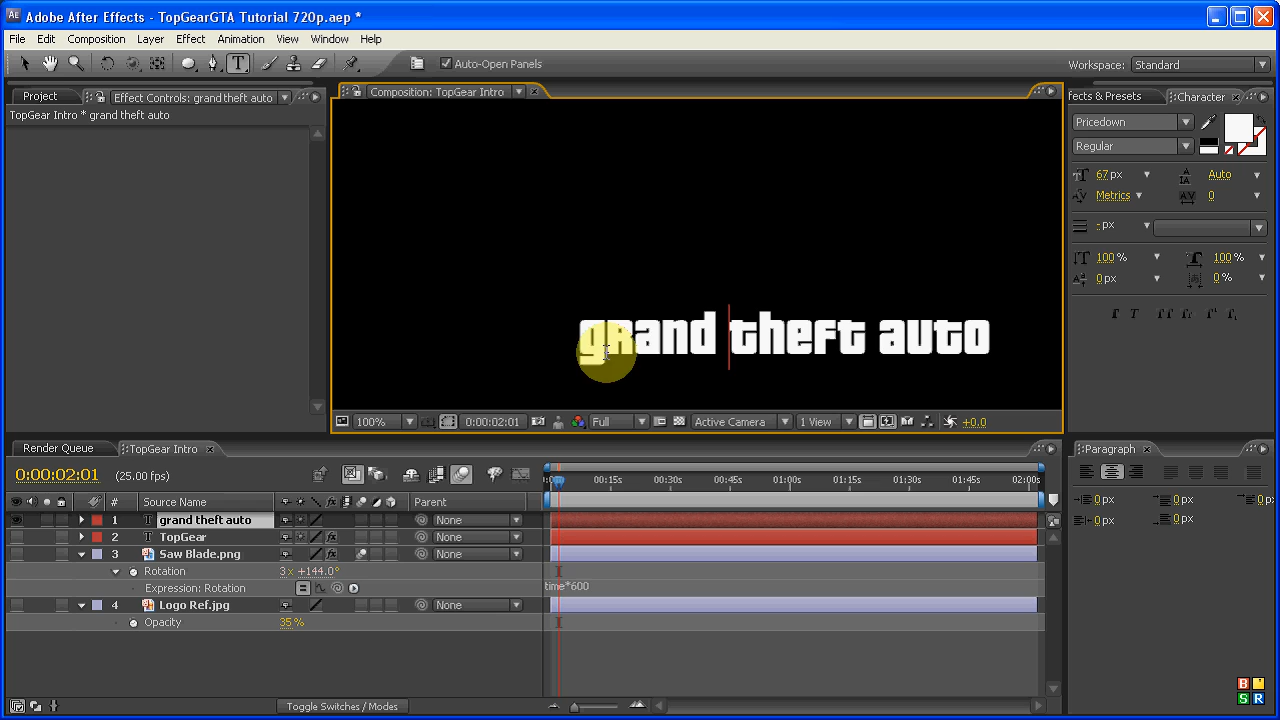 Adobe After Effects - TopGearGTA Tutorial 720p.aep *
File Edit Composition Layer Effect Animation View Window Help
Auto-Open Panels
Workspace: Standard
Project
Effect Controls: grand theft auto
Composition: TopGear Intro
fects & Presets
Character
TopGear Intro * grand theft auto
Pricedown
Regular
67 px
Auto
Metrics
0
- px
100 %
100 %
0 px
0 %
T T TT Tt
grand theft auto
100%
0:00:02:01
Full
Active Camera
1 View
+0.0
Render Queue
TopGear Intro
Paragraph
0:00:02:01
(25.00 fps)
00:15s 00:30s 00:45s 01:00s 01:15s 01:30s 01:45s 02:00s
# Source Name
Parent
1 T grand theft auto None
2 T TopGear None
3 Saw Blade.png None
Rotation 3 x +144.0°
Expression: Rotation
time*600
4 Logo Ref.jpg None
Opacity 35 %
0 px 0 px 0 px
0 px 0 px
Toggle Switches / Modes
B
S R